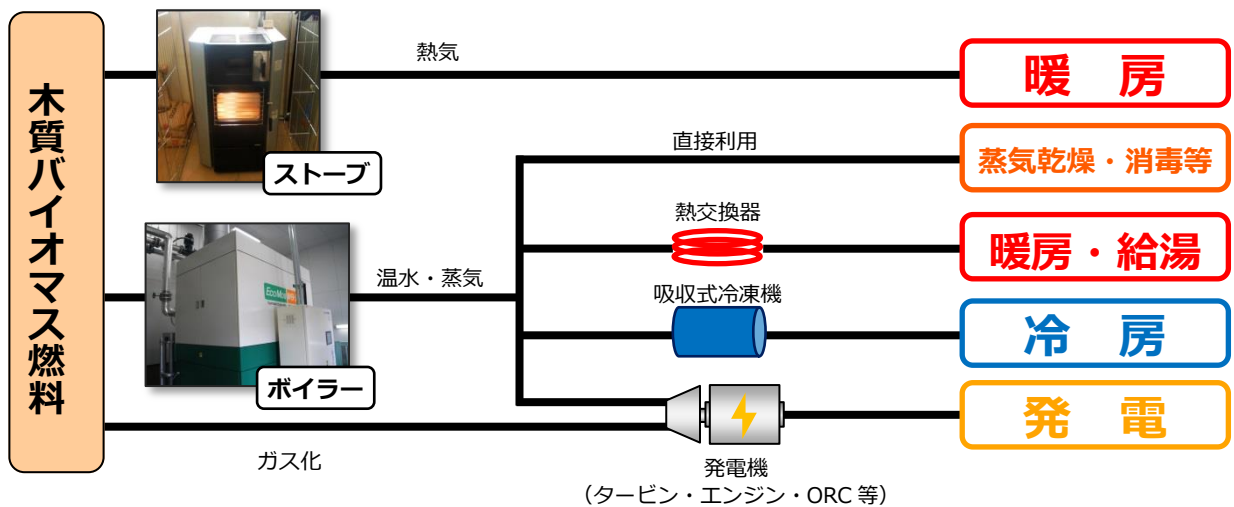 木質バイオマス燃料
熱気
暖 房
ストーブ
直接利用
蒸気乾燥・消毒等
熱交換器
暖房・給湯
温水・蒸気
吸収式冷凍機
冷 房
ボイラー
発 電
ガス化
発電機
（タービン・エンジン・ORC 等）